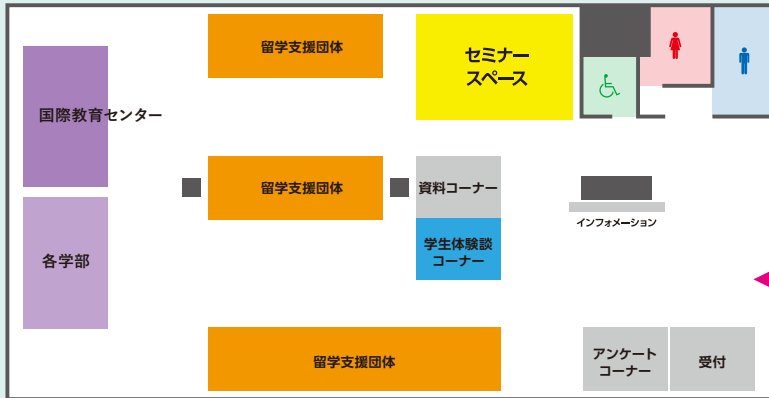 留学支援団体
セミナー
スペース
国際教育センター
留学支援団体
資料コーナー
インフォメーション
学生体験談
コーナー
各学部
留学支援団体
アンケート
コーナー
受付